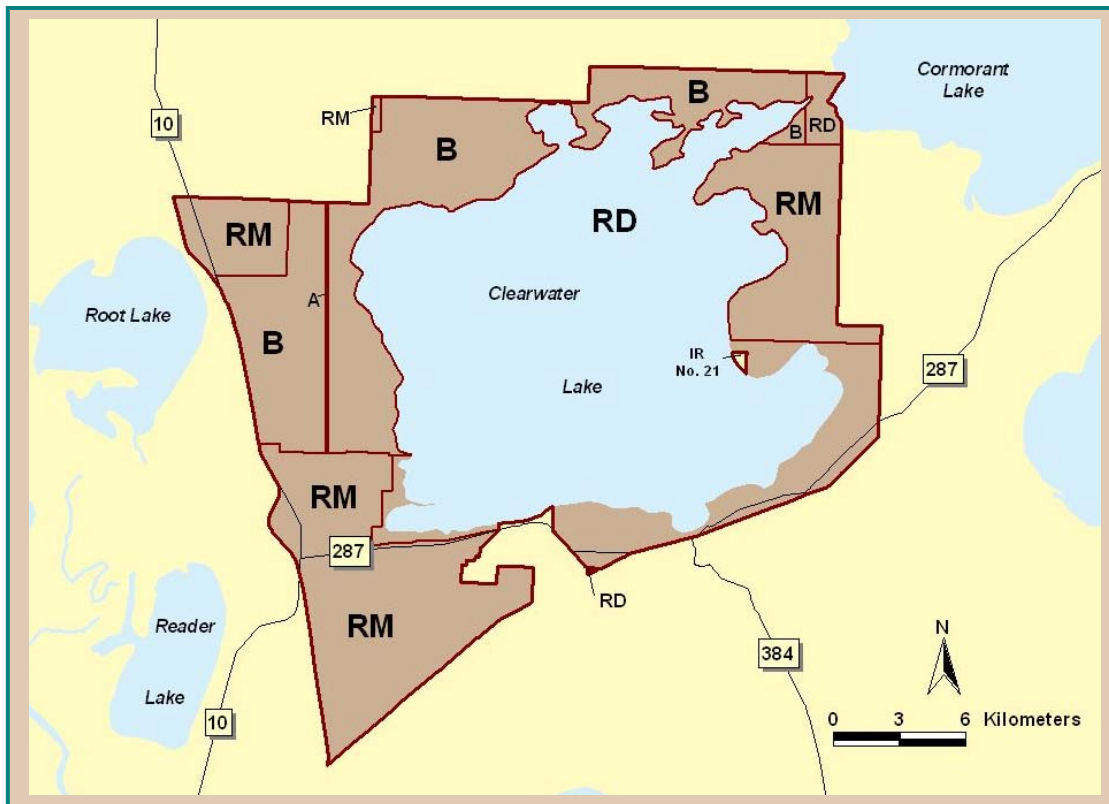 Cormorant
Lake
B
RM
10
B
B
RD
RM
RD
RM
Clearwater
A
Root Lake
B
IR
No. 21
287
Lake
RM
287
RD
RM
Reader
N
384
Lake
10
0 3 6 Kilometers